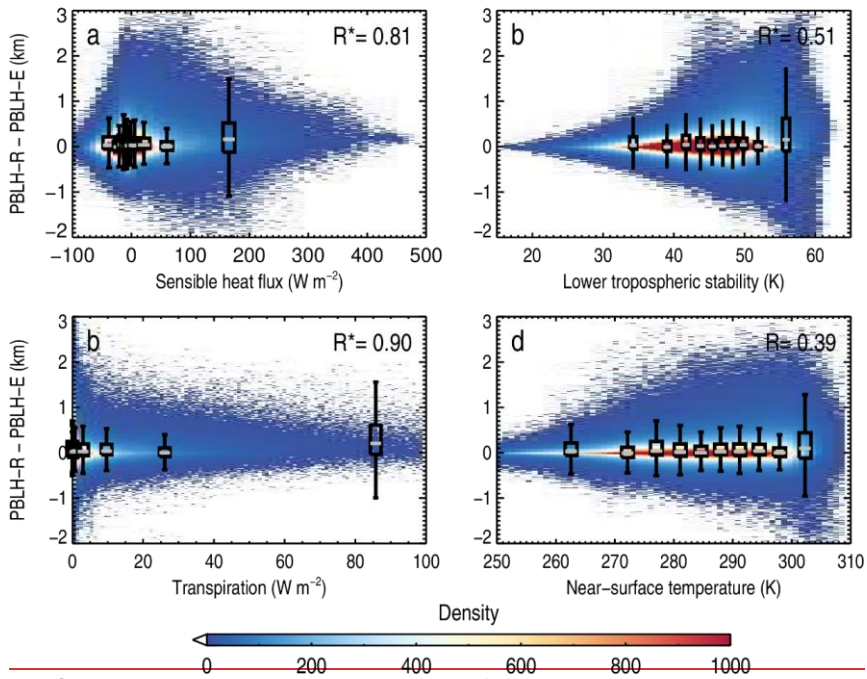 a
R*= 0.81
PBLH−R − PBLH−E (km)
3
2
1
0
−1
−2
−100 0 100 200 300 400 500
Sensible heat flux (W m−2)
b
R*= 0.51
3
2
1
0
−1
−2
20 30 40 50 60
Lower tropospheric stability (K)
b
R*= 0.90
PBLH−R − PBLH−E (km)
3
2
1
0
−1
−2
0 20 40 60 80 100
Transpiration (W m−2)
d
R= 0.39
3
2
1
0
−1
−2
250 260 270 280 290 300 310
Near−surface temperature (K)
Density
0 200 400 600 800 1000